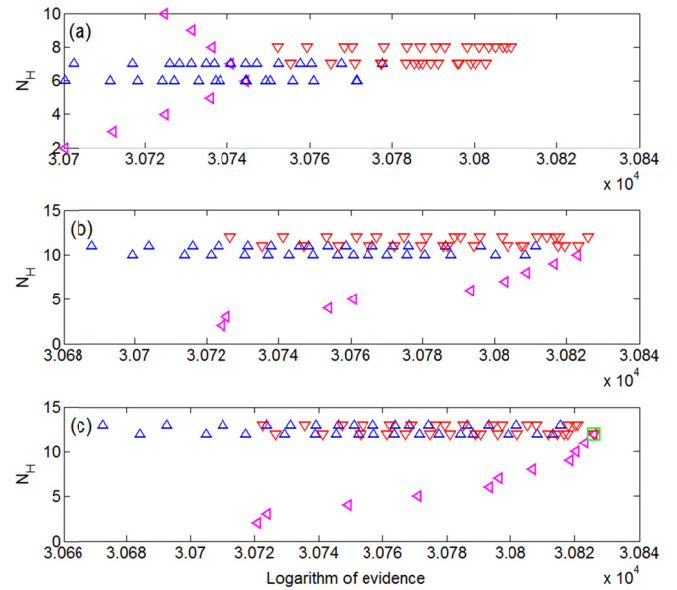 (a)
N_H
10
8
6
4
2
3.07 3.072 3.074 3.076 3.078 3.08 3.082 3.084
x 10^4
(b)
N_H
15
10
5
0
3.068 3.07 3.072 3.074 3.076 3.078 3.08 3.082 3.084
x 10^4
(c)
N_H
15
10
5
0
3.066 3.068 3.07 3.072 3.074 3.076 3.078 3.08 3.082 3.084
x 10^4
Logarithm of evidence